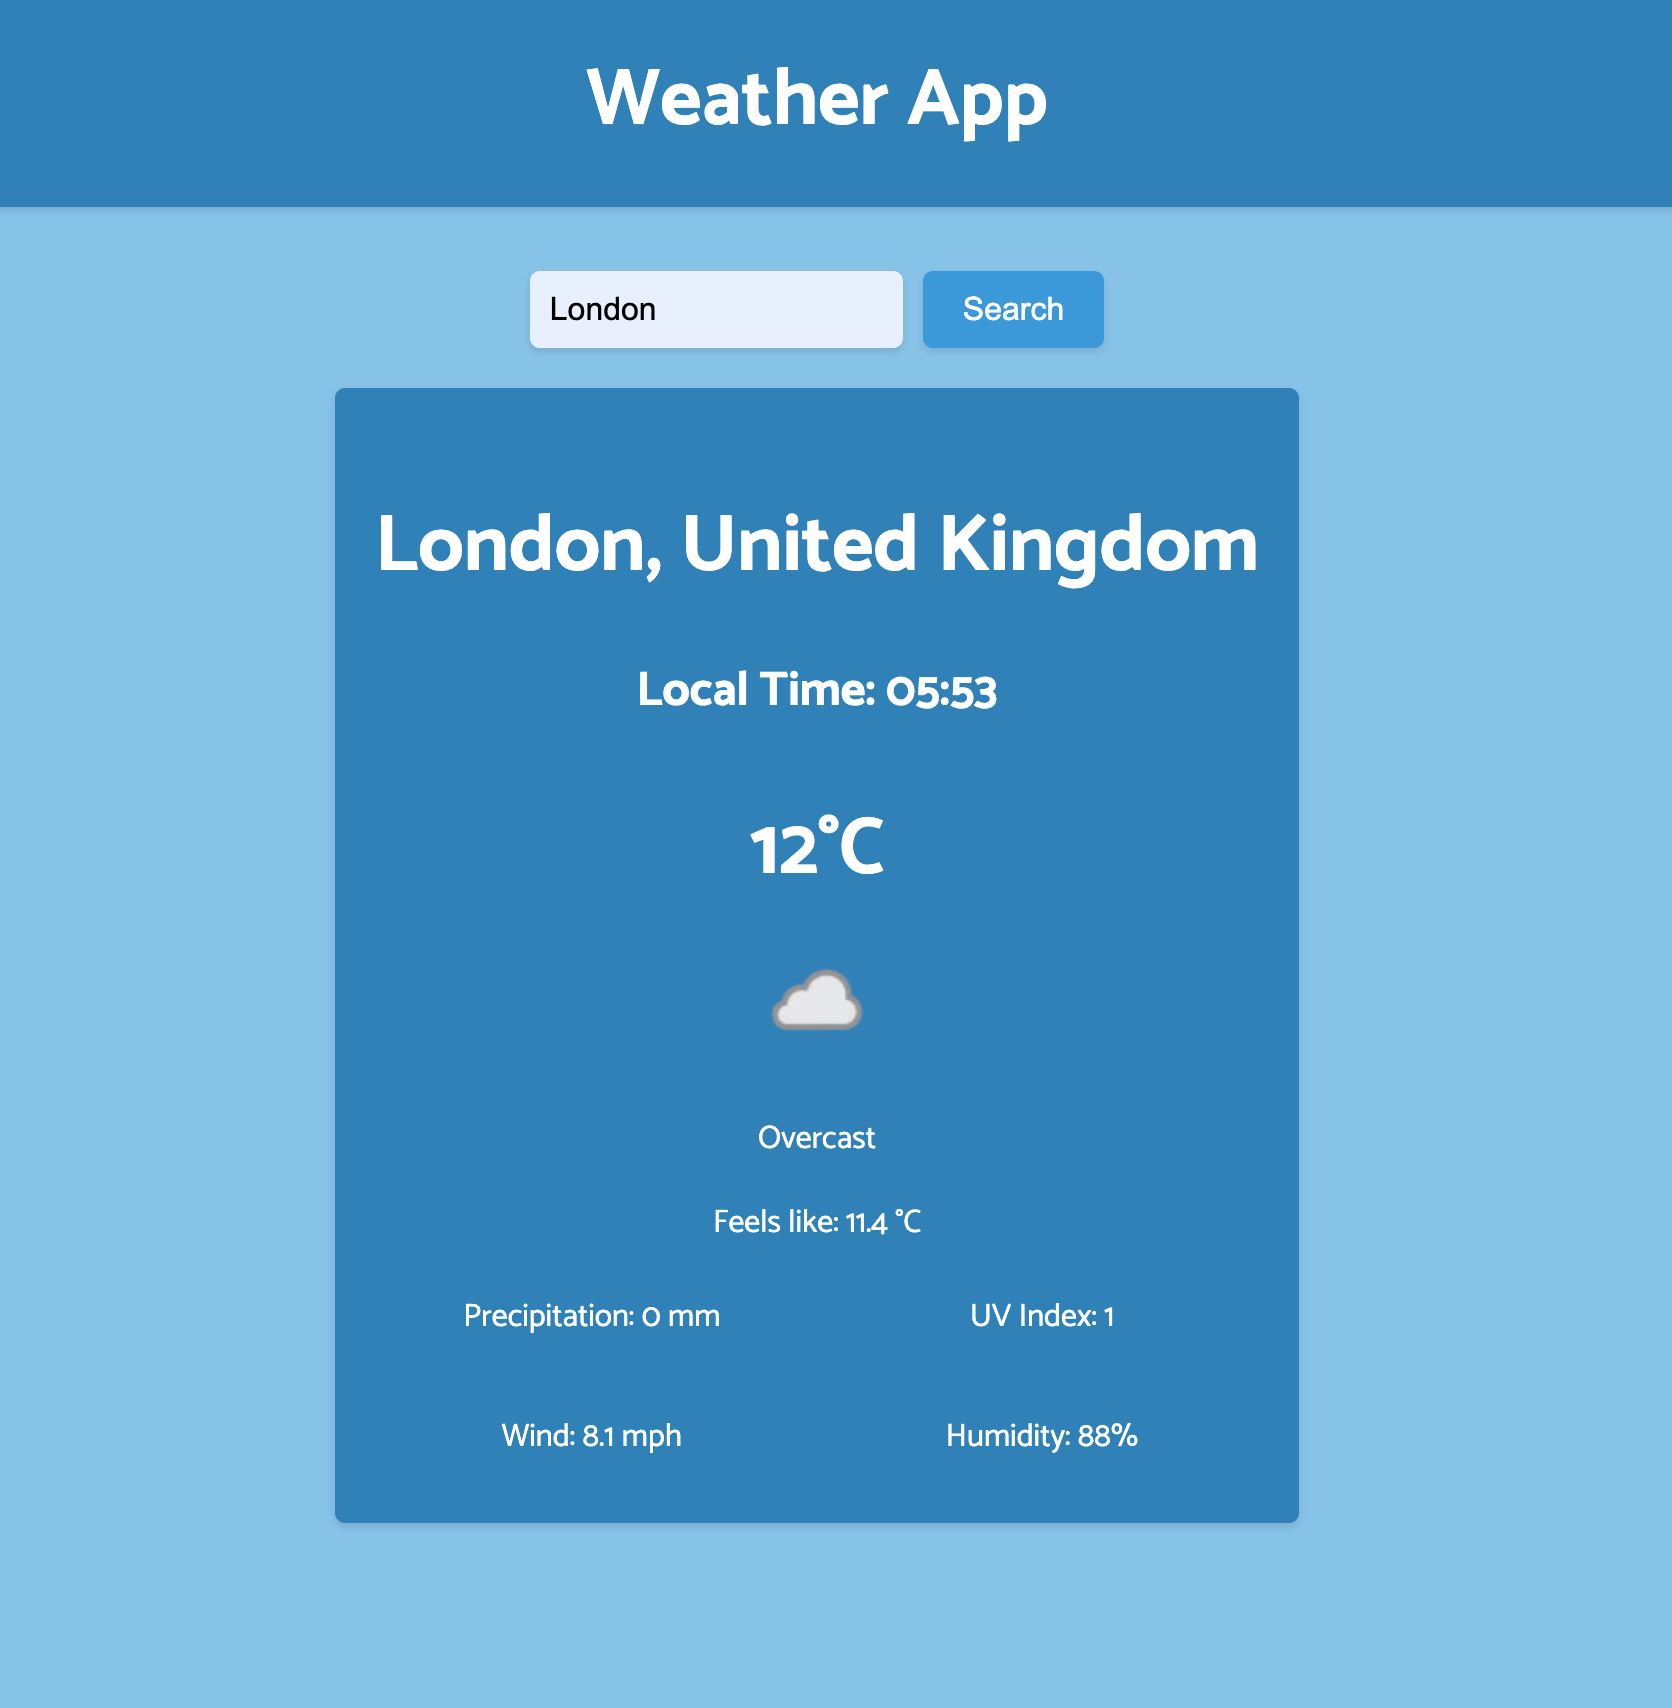 Weather App
London
Search
London, United Kingdom
Local Time: 05:53
12°C
Overcast
Feels like: 11.4 °C
Precipitation: 0 mm
UV Index: 1
Wind: 8.1 mph
Humidity: 88%